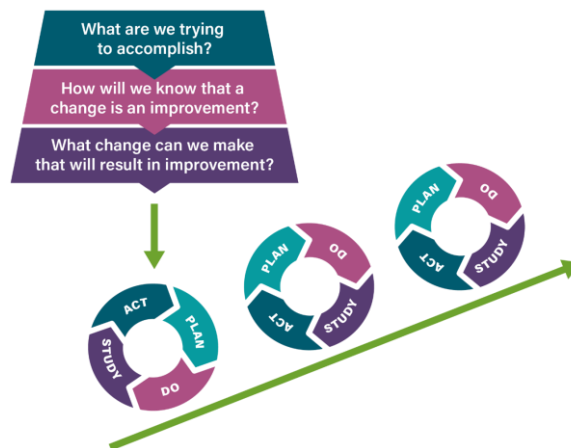 What are we trying
to accomplish?
How will we know that a
change is an improvement?
What change can we make
that will result in improvement?
ACT
PLAN
DO
STUDY
PLAN
DO
STUDY
ACT
PLAN
DO
STUDY
ACT